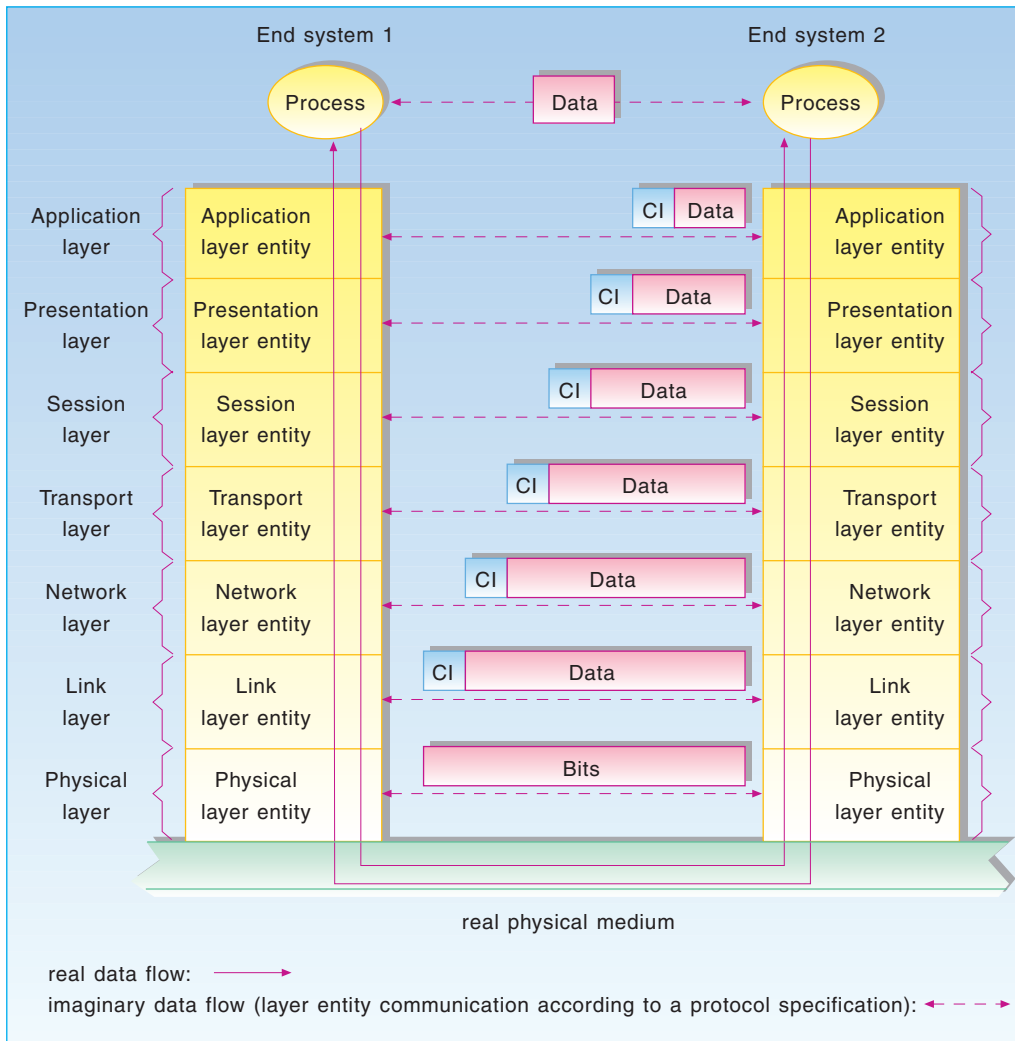 End system 1
End system 2
Process
Data
Process
Application
layer
Application
layer entity
CI
Data
Application
layer entity
Presentation
layer
Presentation
layer entity
CI
Data
Presentation
layer entity
Session
layer
Session
layer entity
CI
Data
Session
layer entity
Transport
layer
Transport
layer entity
CI
Data
Transport
layer entity
Network
layer
Network
layer entity
CI
Data
Network
layer entity
Link
layer
Link
layer entity
CI
Data
Link
layer entity
Physical
layer
Physical
layer entity
Bits
Physical
layer entity
real physical medium
real data flow:
imaginary data flow (layer entity communication according to a protocol specification):